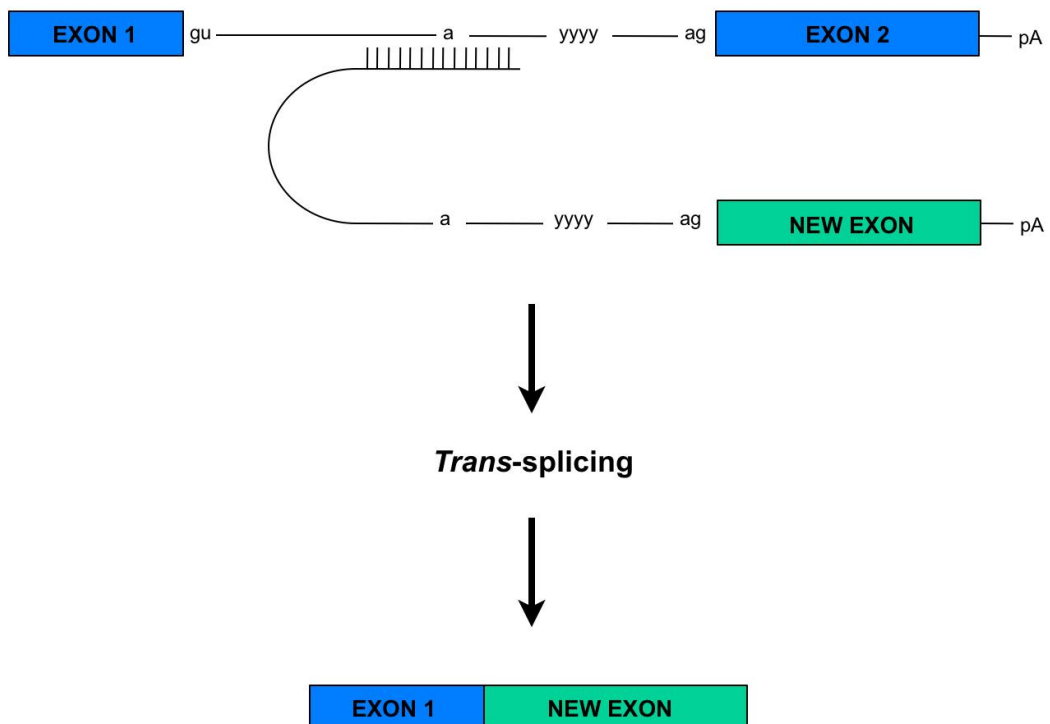 EXON 1 gu a yyyy ag EXON 2 pA
a yyyy ag NEW EXON pA
Trans-splicing
EXON 1 NEW EXON